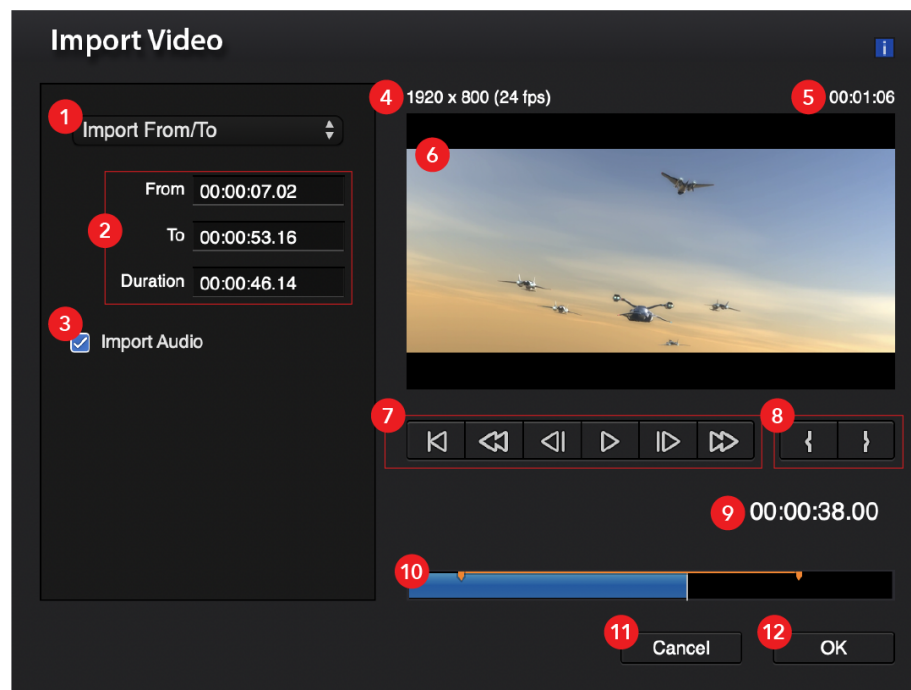 Import Video
i
1 Import From/To
From 00:00:07.02
2 To 00:00:53.16
Duration 00:00:46.14
3 Import Audio
4 1920 x 800 (24 fps) 5 00:01:06
6
7 8
9 00:00:38.00
10
11 Cancel 12 OK